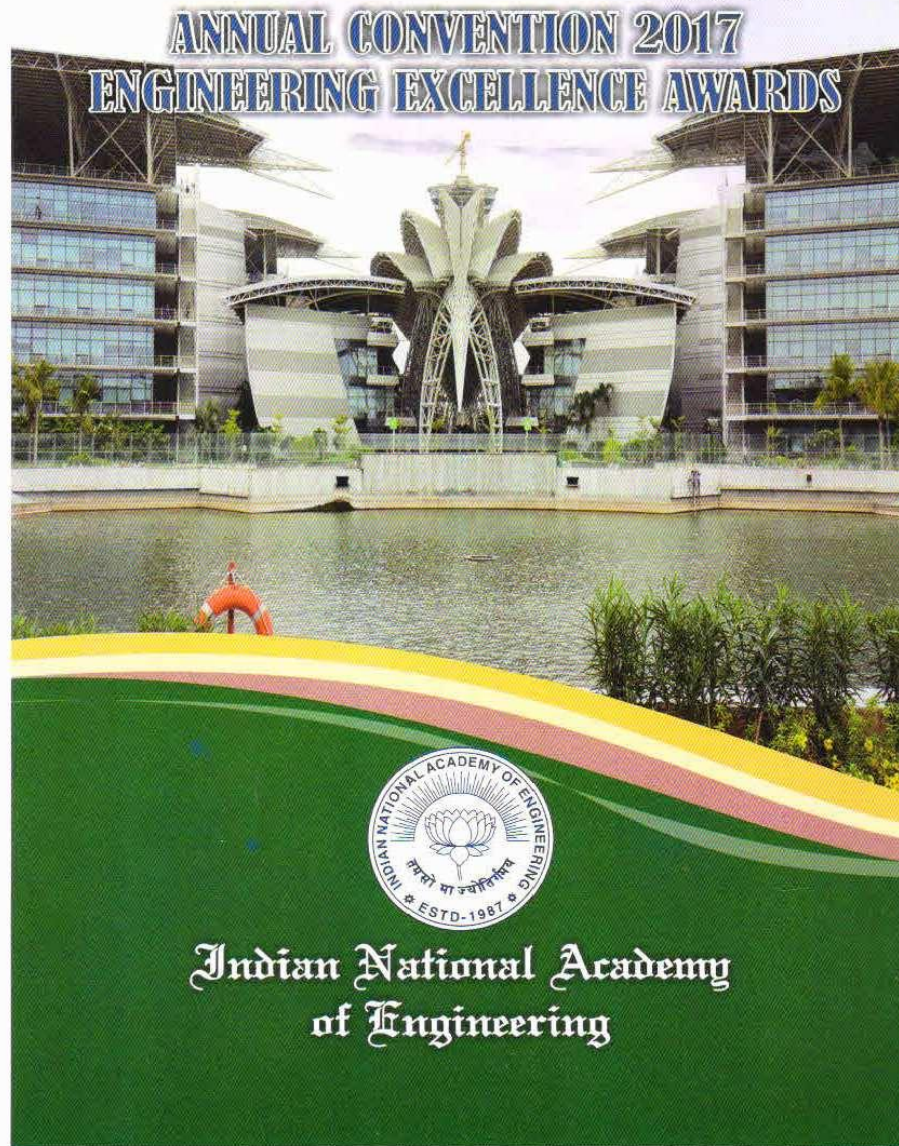 ANNUAL CONVENTION 2017
ENGINEERING EXCELLENCE AWARDS
INDIAN NATIONAL ACADEMY OF ENGINEERING
तमसो मा ज्योतिर्गमय
ESTD-1987
Indian National Academy
of Engineering